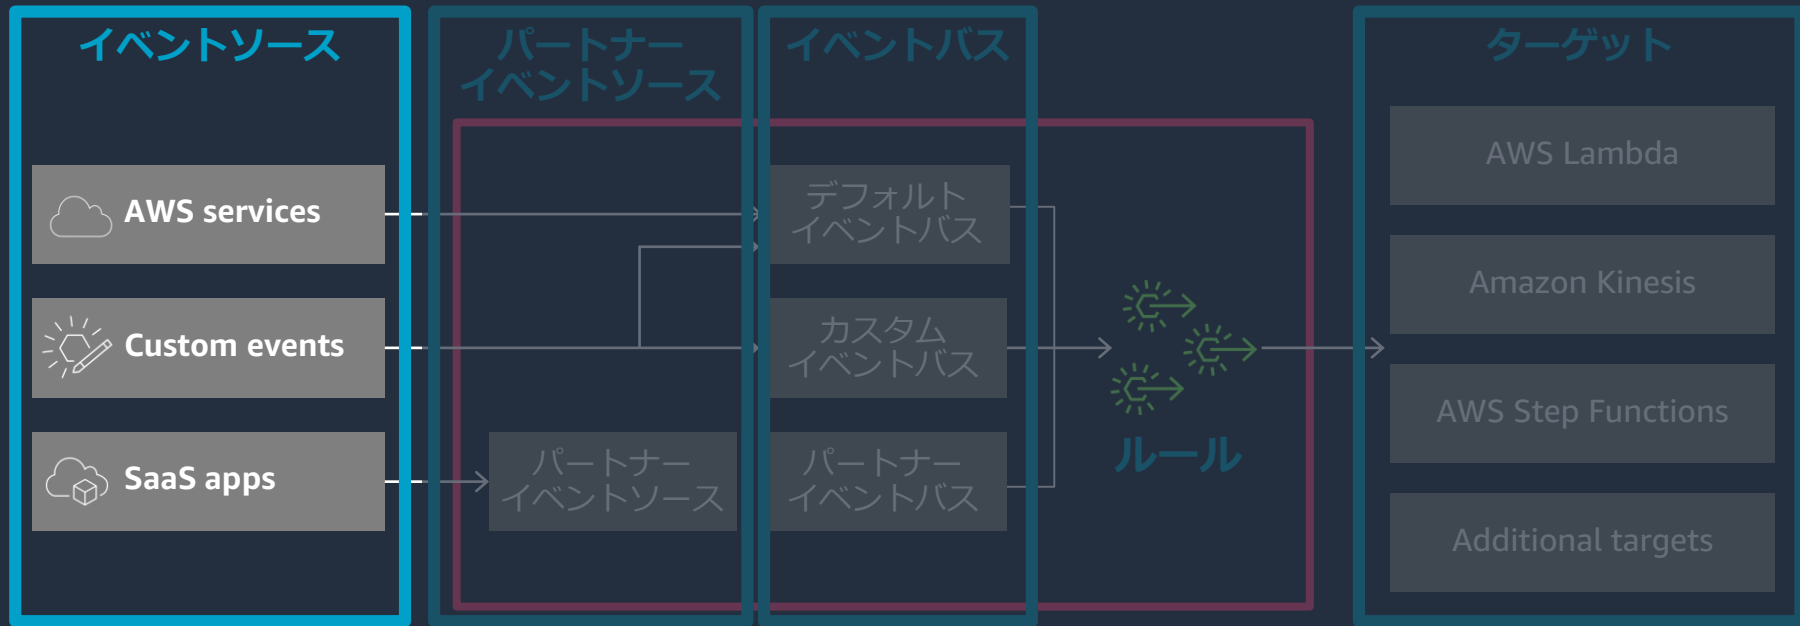 イベントソース
AWS services
Custom events
SaaS apps
パートナー
イベントソース
パートナー
イベントソース
イベントバス
デフォルト
イベントバス
カスタム
イベントバス
パートナー
イベントバス
ルール
ターゲット
AWS Lambda
Amazon Kinesis
AWS Step Functions
Additional targets